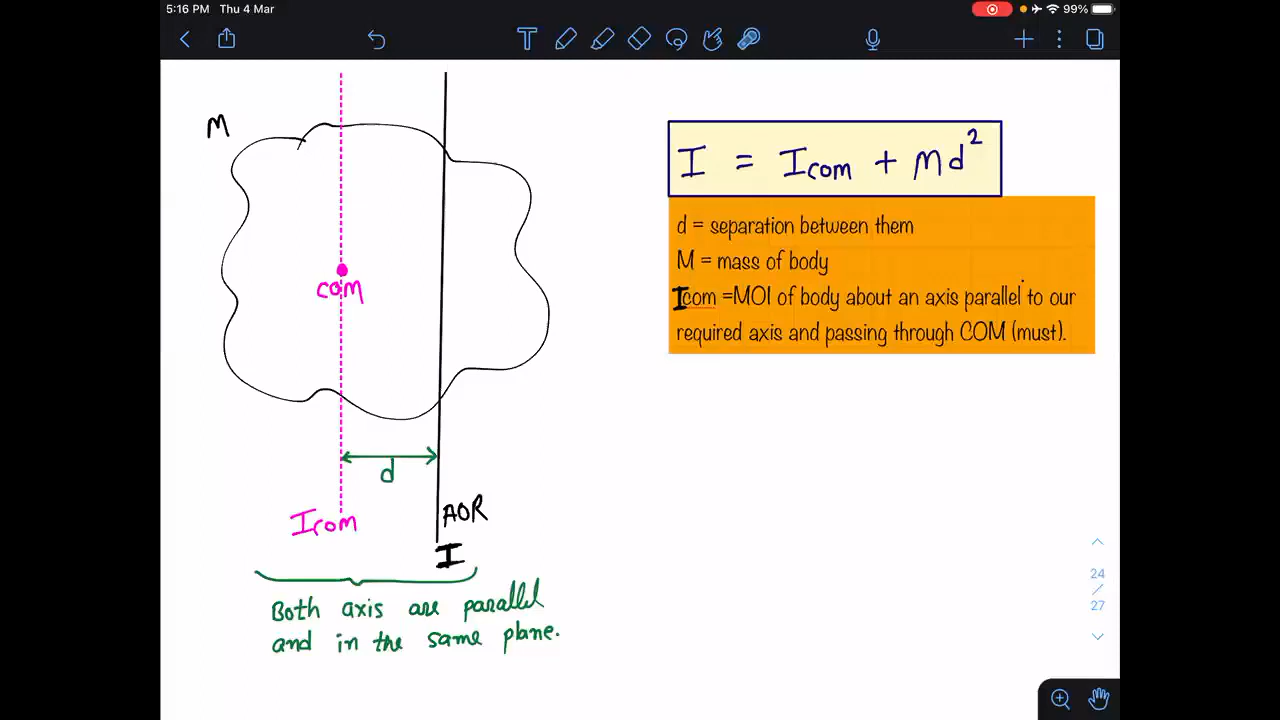 5:16 PM Thu 4 Mar
99%
M
com
d
Icom
AOR
I
Both axis are parallel
and in the same plane.
I = Icom + Md²
d = separation between them
M = mass of body
Icom =MOI of body about an axis parallel to our
required axis and passing through COM (must).
24
/
27